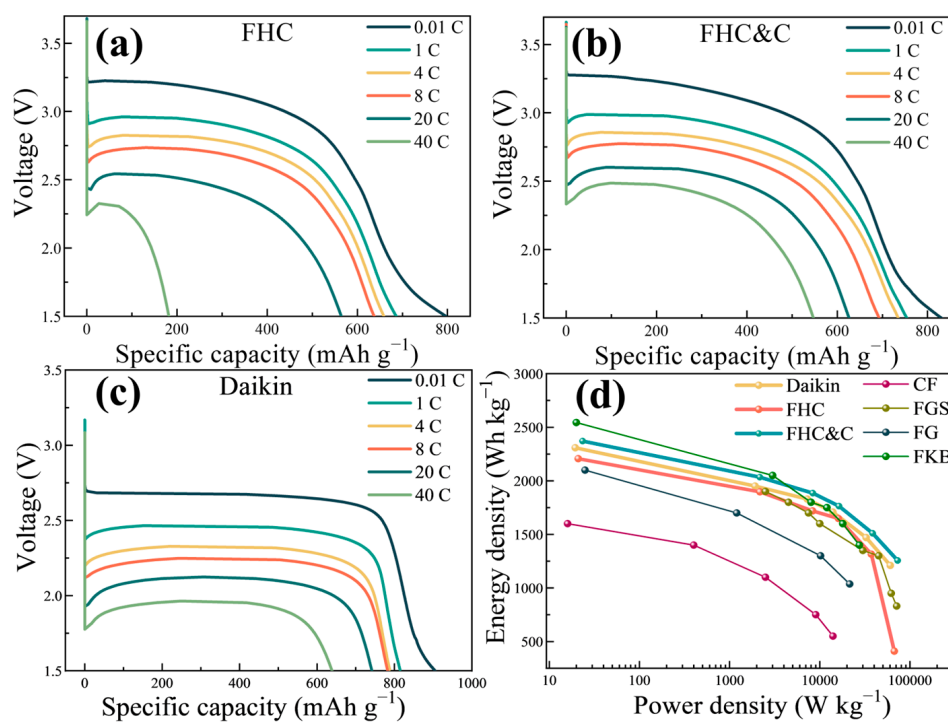 (a)
FHC
0.01 C
1 C
4 C
8 C
20 C
40 C
3.5
3.0
2.5
2.0
1.5
Voltage (V)
0
200
400
600
800
Specific capacity (mAh g⁻¹)
(b)
FHC&C
0.01 C
1 C
4 C
8 C
20 C
40 C
3.5
3.0
2.5
2.0
1.5
Voltage (V)
0
200
400
600
800
Specific capacity (mAh g⁻¹)
(c)
Daikin
0.01 C
1 C
4 C
8 C
20 C
40 C
3.5
3.0
2.5
2.0
1.5
Voltage (V)
0
200
400
600
800
1000
Specific capacity (mAh g⁻¹)
(d)
Daikin
FHC
FHC&C
CF
FGS
FG
FKB
3000
2500
2000
1500
1000
500
Energy density (Wh kg⁻¹)
10
100
1000
10000
100000
Power density (W kg⁻¹)